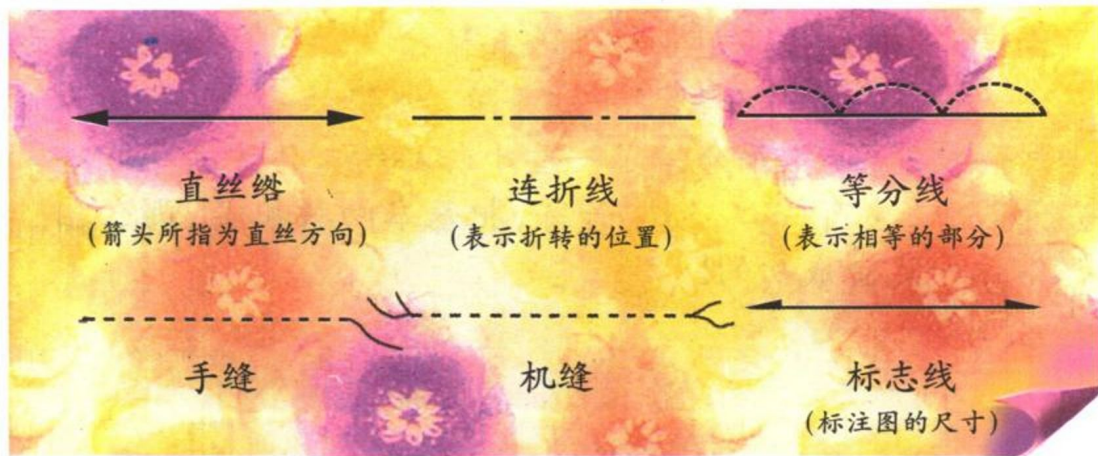 直丝绺
连折线
等分线
(箭头所指为直丝方向)
(表示折转的位置)
(表示相等的部分)
手缝
机缝
标志线
(标注图的尺寸)